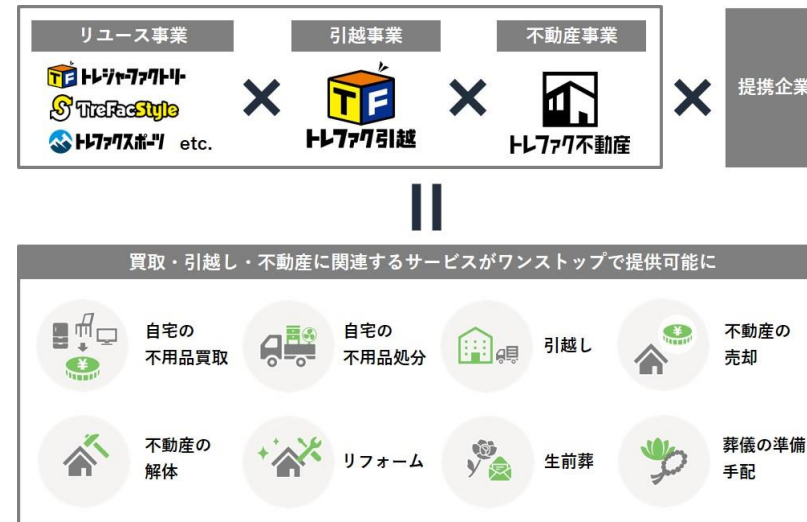 リユース事業
引越事業
不動産事業
TF トレジャーファクトリー
TreFacStyle
トレファクスポーツ etc.
TF
トレファク引越
トレファク不動産
提携企業
買取・引越し・不動産に関連するサービスがワンストップで提供可能に
自宅の
不用品買取
自宅の
不用品処分
引越し
不動産の
売却
不動産の
解体
リフォーム
生前葬
葬儀の準備
手配